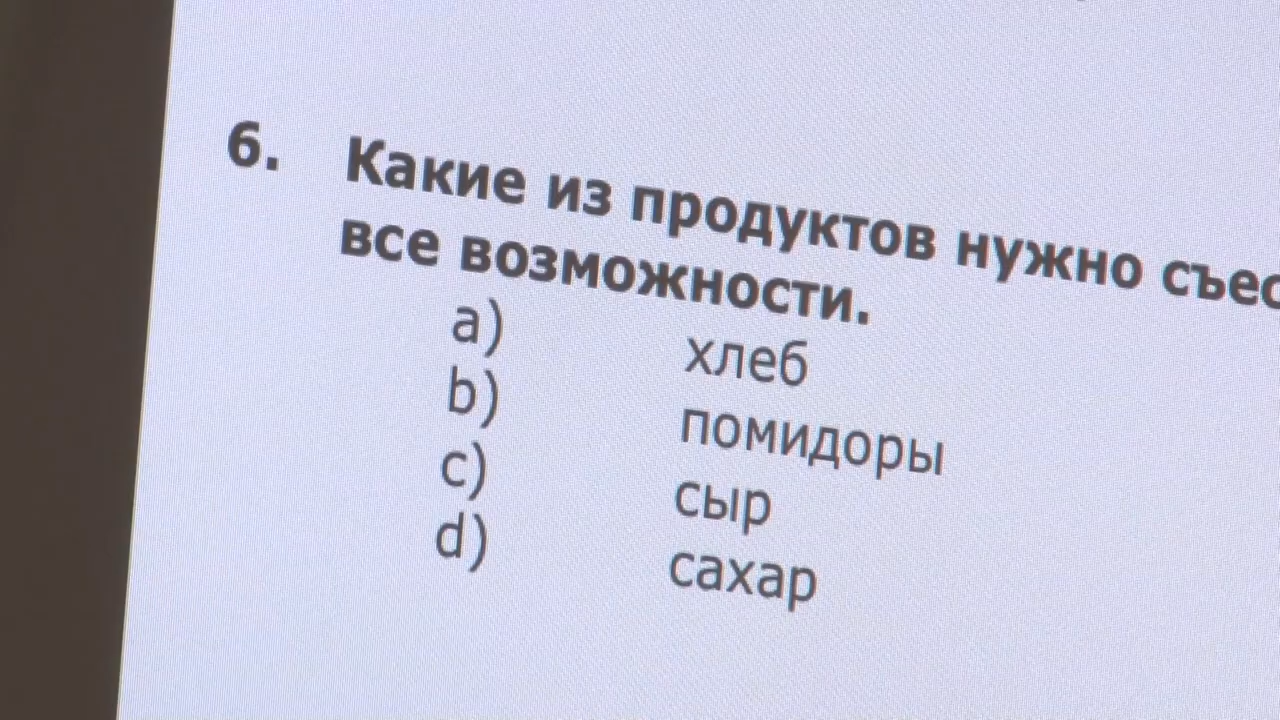 6. Какие из продуктов нужно
все возможности.
a) хлеб
b) помидоры
c) сыр
d) сахар